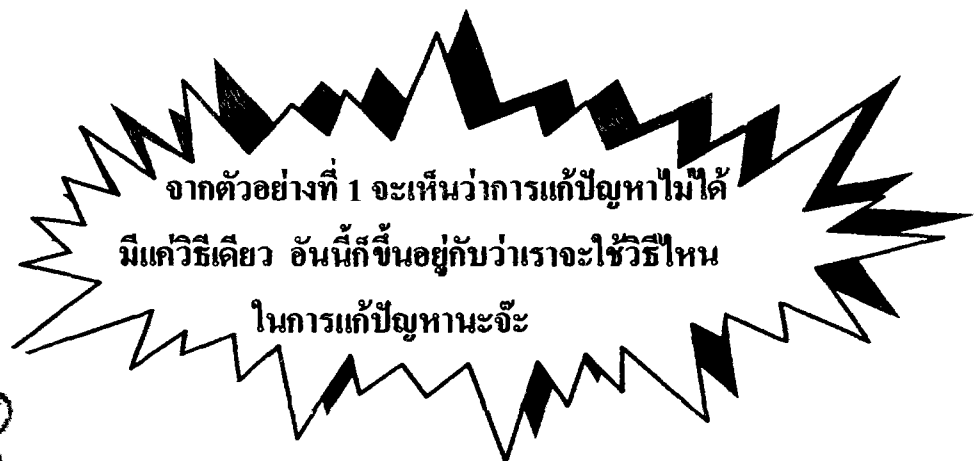 จากตัวอย่างที่ 1 จะเห็นว่าการแก้ปัญหาไม่ได้
มีแค่วิธีเดียว อันนี้ก็ขึ้นอยู่กับว่าเราจะใช้วิธีไหน
ในการแก้ปัญหานะจ๊ะ